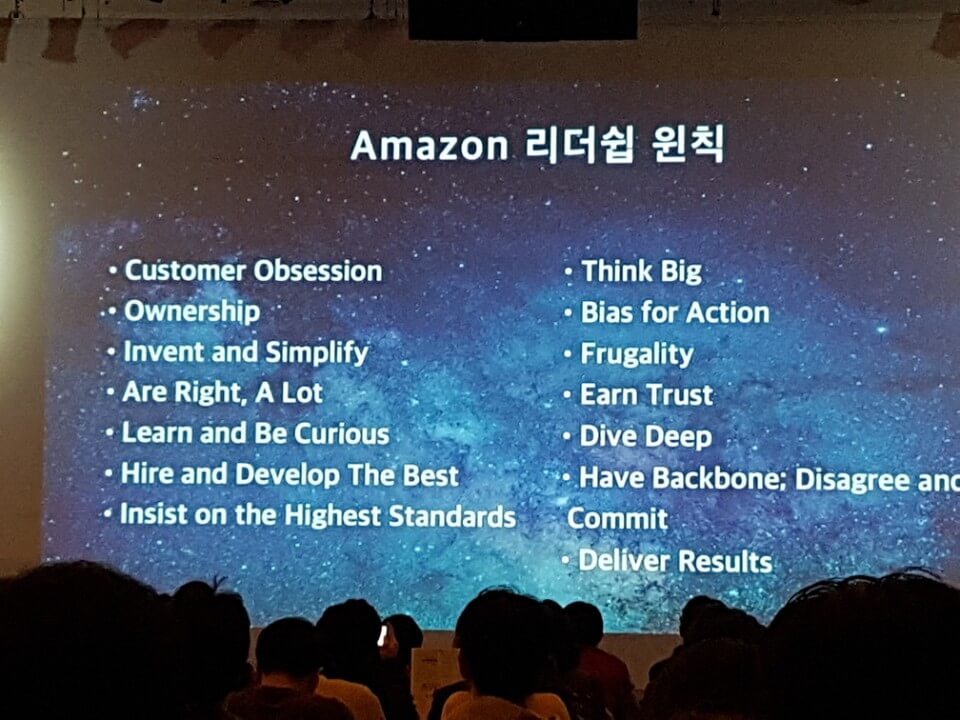 Amazon 리더쉽 원칙
• Customer Obsession
• Ownership
• Invent and Simplify
• Are Right, A Lot
• Learn and Be Curious
• Hire and Develop The Best
• Insist on the Highest Standards
• Think Big
• Bias for Action
• Frugality
• Earn Trust
• Dive Deep
• Have Backbone; Disagree and
Commit
• Deliver Results